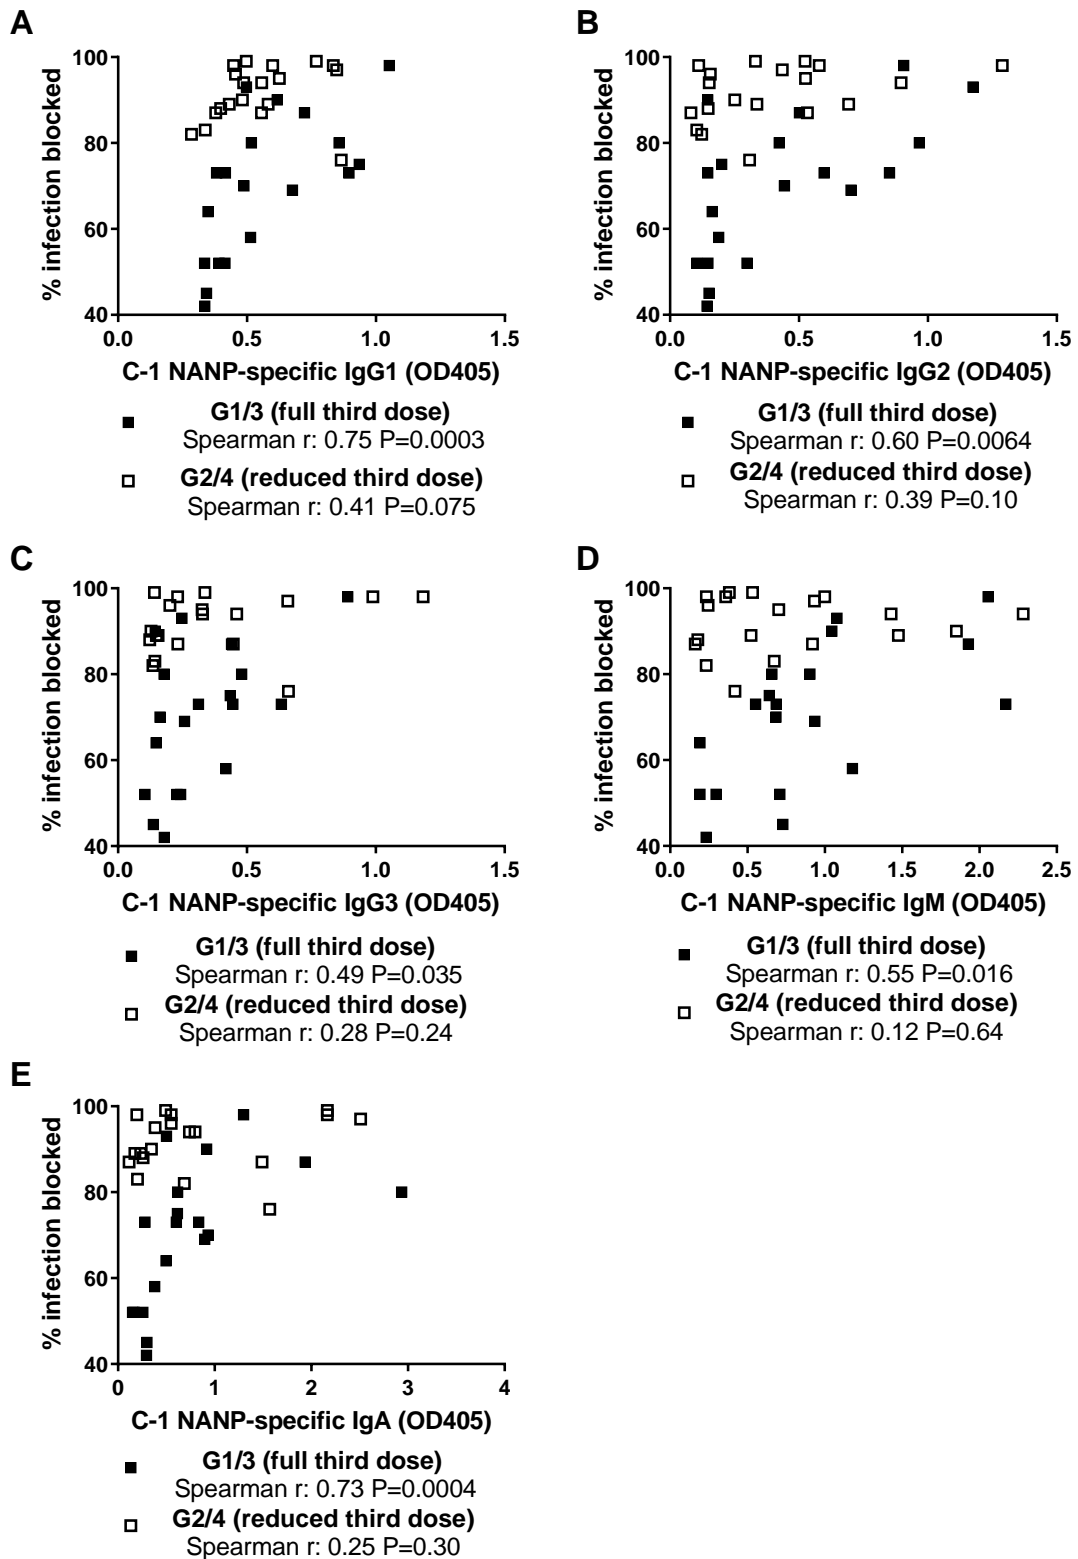 A
100
80
60
40
% infection blocked
0.0 0.5 1.0 1.5
C-1 NANP-specific IgG1 (OD405)
G1/3 (full third dose)
Spearman r: 0.75 P=0.0003
G2/4 (reduced third dose)
Spearman r: 0.41 P=0.075
B
100
80
60
40
% infection blocked
0.0 0.5 1.0 1.5
C-1 NANP-specific IgG2 (OD405)
G1/3 (full third dose)
Spearman r: 0.60 P=0.0064
G2/4 (reduced third dose)
Spearman r: 0.39 P=0.10
C
100
80
60
40
% infection blocked
0.0 0.5 1.0 1.5
C-1 NANP-specific IgG3 (OD405)
G1/3 (full third dose)
Spearman r: 0.49 P=0.035
G2/4 (reduced third dose)
Spearman r: 0.28 P=0.24
D
100
80
60
40
% infection blocked
0.0 0.5 1.0 1.5 2.0 2.5
C-1 NANP-specific IgM (OD405)
G1/3 (full third dose)
Spearman r: 0.55 P=0.016
G2/4 (reduced third dose)
Spearman r: 0.12 P=0.64
E
100
80
60
40
% infection blocked
0 1 2 3 4
C-1 NANP-specific IgA (OD405)
G1/3 (full third dose)
Spearman r: 0.73 P=0.0004
G2/4 (reduced third dose)
Spearman r: 0.25 P=0.30